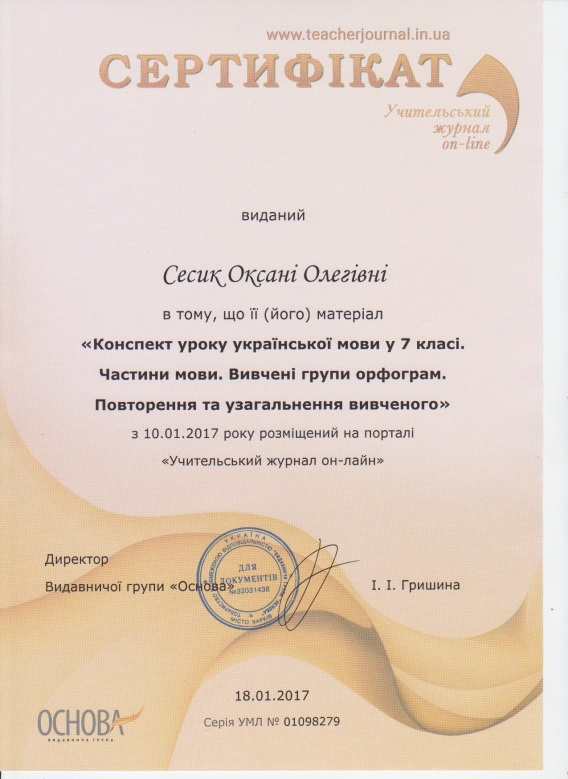 www.teacherjournal.in.ua
СЕРТИФІКАТ
Учительський
журнал
on-line
виданий
Сесик Оксані Олегівні
в тому, що її (його) матеріал
«Конспект уроку української мови у 7 класі.
Частини мови. Вивчені групи орфограм.
Повторення та узагальнення вивченого»
з 10.01.2017 року розміщений на порталі
«Учительський журнал он-лайн»
Директор
Видавничої групи «Основа»
І. І. Гришина
УКРАЇНА
ДЛЯ
ДОКУМЕНТІВ
№32031438
МІСТО ХАРКІВ
18.01.2017
Серія УМЛ № 01098279
ОСНОВА
ВИДАВНИЧА ГРУПА